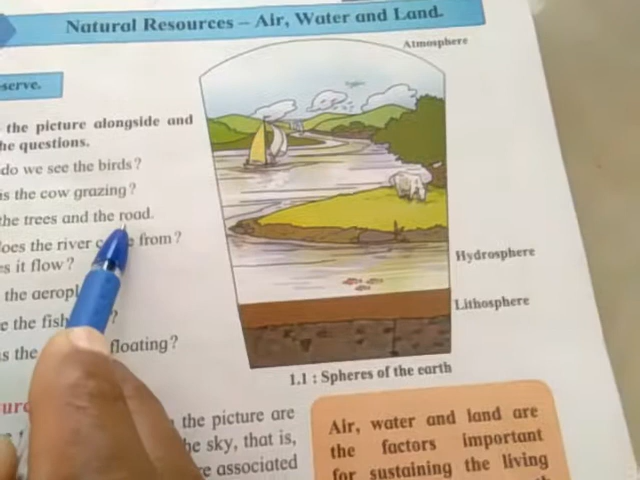 Natural Resources – Air, Water and Land.
Atmosphere
serve.
the picture alongside and
he questions.
do we see the birds?
is the cow grazing?
the trees and the road.
oes the river from?
s it flow?
the aeropl
e the fish ?
s the floating?
Hydrosphere
Lithosphere
1.1 : Spheres of the earth
the picture are
he sky, that is,
re associated
Air, water and land are
the factors important
for sustaining the living